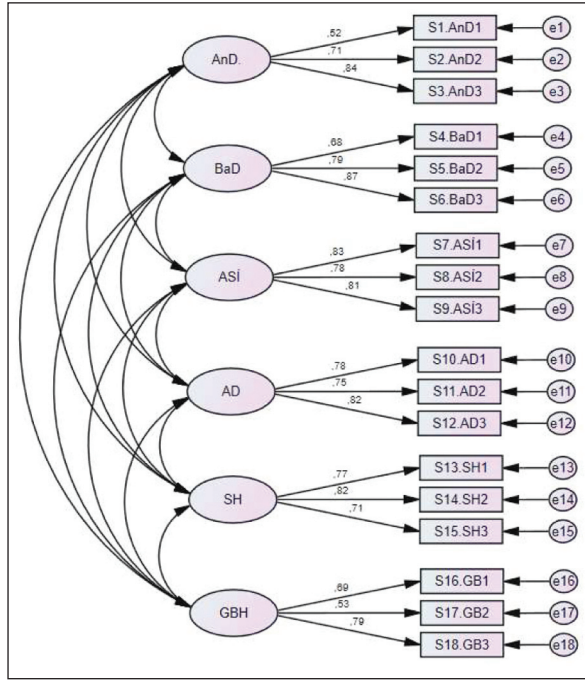 ,52
S1.AnD1
e1
AnD.
,71
S2.AnD2
e2
,84
S3.AnD3
e3
,68
S4.BaD1
e4
BaD
,79
S5.BaD2
e5
,87
S6.BaD3
e6
,83
S7.ASİ1
e7
ASİ
,78
S8.ASİ2
e8
,81
S9.ASİ3
e9
,78
S10.AD1
e10
AD
,75
S11.AD2
e11
,82
S12.AD3
e12
,77
S13.SH1
e13
SH
,82
S14.SH2
e14
,71
S15.SH3
e15
,69
S16.GB1
e16
GBH
,53
S17.GB2
e17
,79
S18.GB3
e18